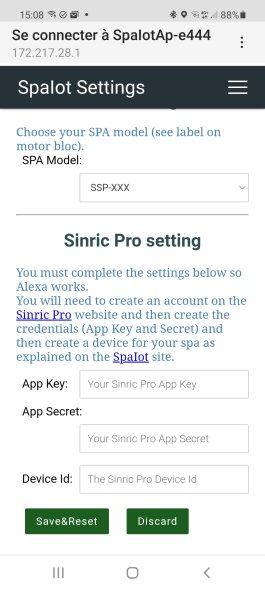 15:08
88%
Se connecter à SpaIotAp-e444
172.217.28.1
SpaIot Settings
Choose your SPA model (see label on
motor bloc).
SPA Model:
SSP-XXX
Sinric Pro setting
You must complete the settings below so
Alexa works.
You will need to create an account on the
Sinric Pro website and then create the
credentials (App Key and Secret) and
then create a device for your spa as
explained on the SpaIot site.
App Key:
Your Sinric Pro App Key
App Secret:
Your Sinric Pro App Secret
Device Id:
The Sinric Pro Device Id
Save&Reset
Discard